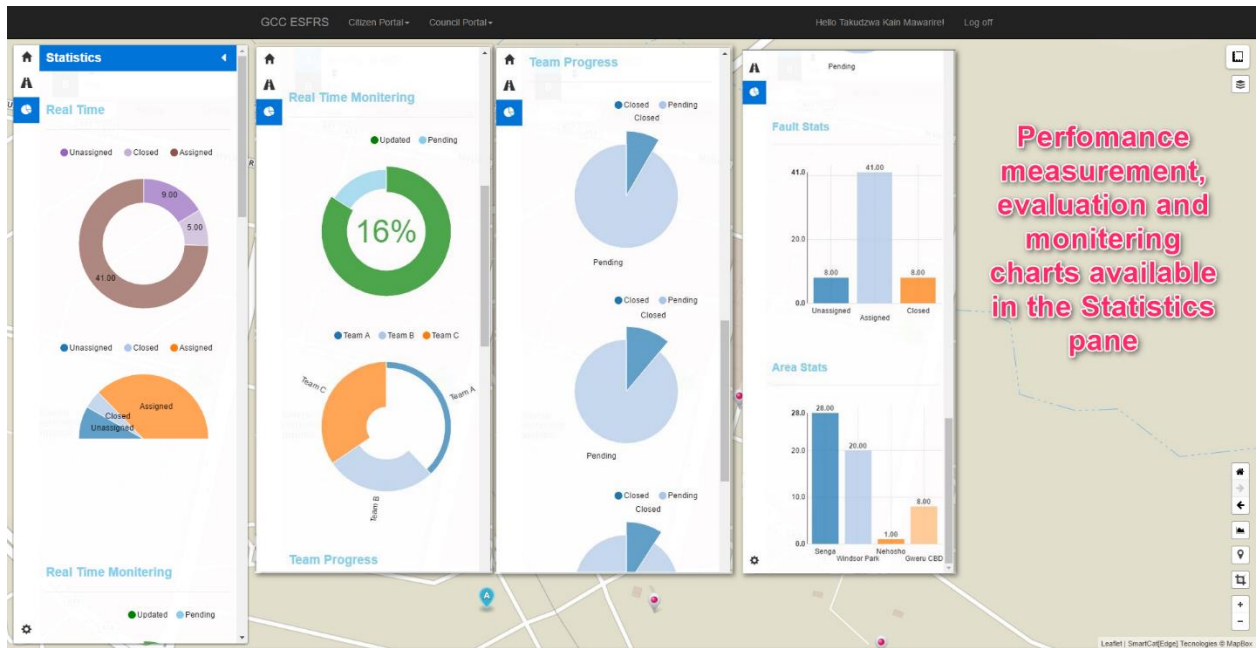 GCC ESFRS Citizen Portal Council Portal Hello Takudzwa Kain Mawarire! Log off
Statistics
Real Time
Unassigned Closed Assigned
9.00
5.00
41.00
Unassigned Closed Assigned
Assigned
Closed
Unassigned
Real Time Monitering
Updated Pending
Real Time Monitering
Updated Pending
16%
Team A Team B Team C
Team C
Team A
Team B
Team Progress
Team Progress
Closed Pending
Closed
Pending
Closed Pending
Closed
Pending
Closed Pending
Closed
Pending
Fault Stats
41.00
41.0
20.0
8.00 8.00
0.0
Unassigned Assigned Closed
Area Stats
28.0 28.00
20.0 20.00
10.0
8.00
1.00
0.0
Senga Nehosho
Windsor Park Gweru CBD
Perfomance
measurement,
evaluation and
monitering
charts available
in the Statistics
pane
A
+
-
Leaflet | SmartCat[Edge] Tecnologies © MapBox